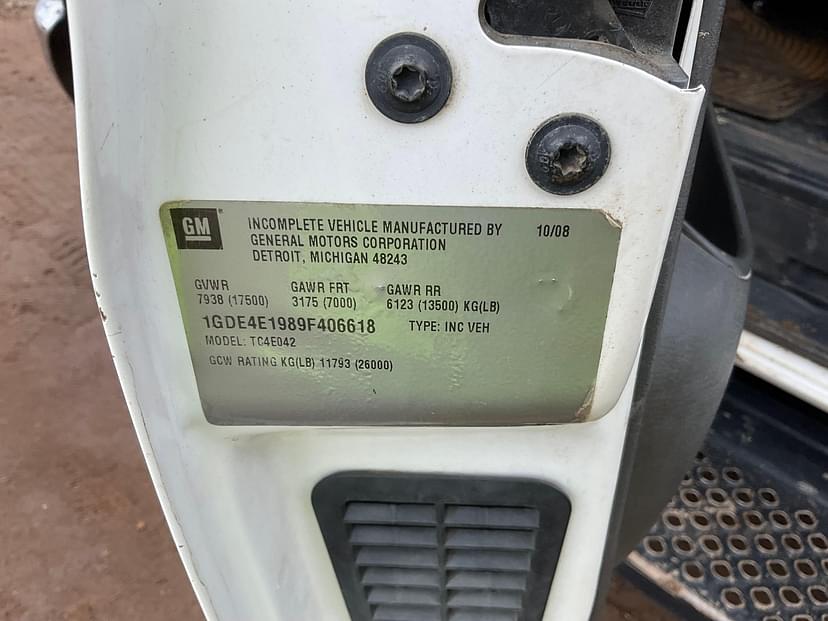 GM
INCOMPLETE VEHICLE MANUFACTURED BY 10/08
GENERAL MOTORS CORPORATION
DETROIT, MICHIGAN 48243
GVWR GAWR FRT GAWR RR
7938 (17500) 3175 (7000) 6123 (13500) KG(LB)
1GDE4E1989F406618 TYPE: INC VEH
MODEL: TC4E042
GCW RATING KG(LB) 11793 (26000)